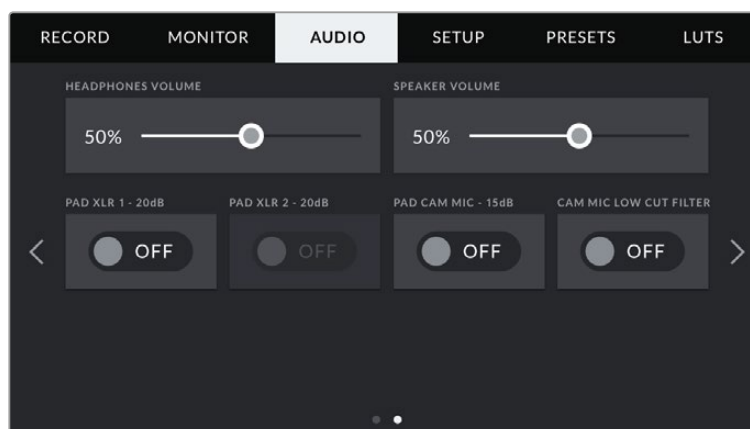 RECORD MONITOR AUDIO SETUP PRESETS LUTS
HEADPHONES VOLUME SPEAKER VOLUME
50% 50%
PAD XLR 1 - 20dB PAD XLR 2 - 20dB PAD CAM MIC - 15dB CAM MIC LOW CUT FILTER
OFF OFF OFF OFF